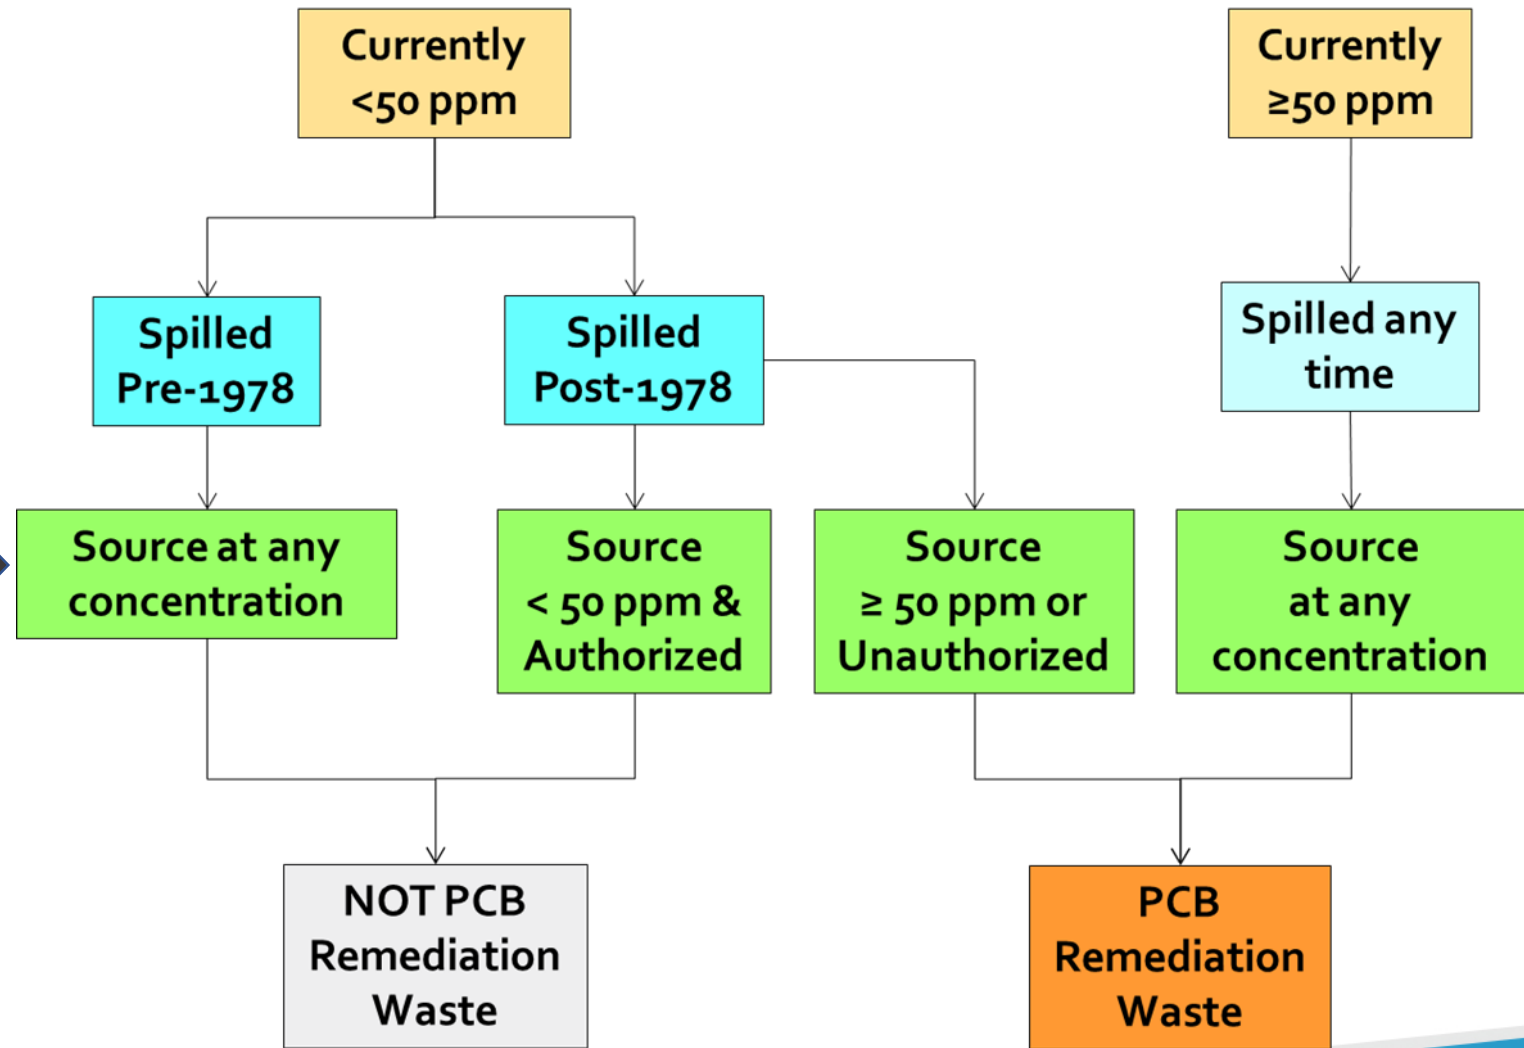 Currently
<50 ppm
Currently
≥50 ppm
Spilled
Pre-1978
Spilled
Post-1978
Spilled any
time
Source at any
concentration
Source
< 50 ppm &
Authorized
Source
≥ 50 ppm or
Unauthorized
Source
at any
concentration
NOT PCB
Remediation
Waste
PCB
Remediation
Waste